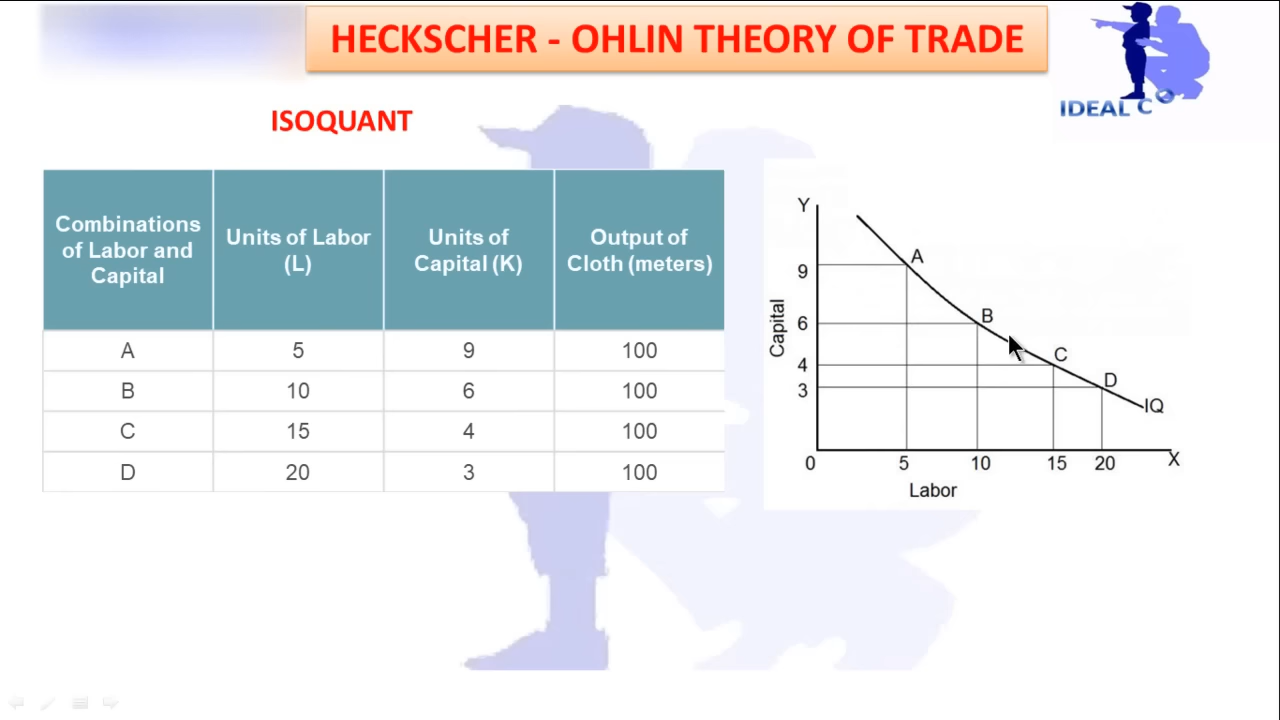 HECKSCHER - OHLIN THEORY OF TRADE
IDEAL C
ISOQUANT
Combinations of Labor and Capital
Units of Labor (L)
Units of Capital (K)
Output of Cloth (meters)
A 5 9 100
B 10 6 100
C 15 4 100
D 20 3 100
Y
Capital
9
6
4
3
A
B
C
D
IQ
0 5 10 15 20 X
Labor